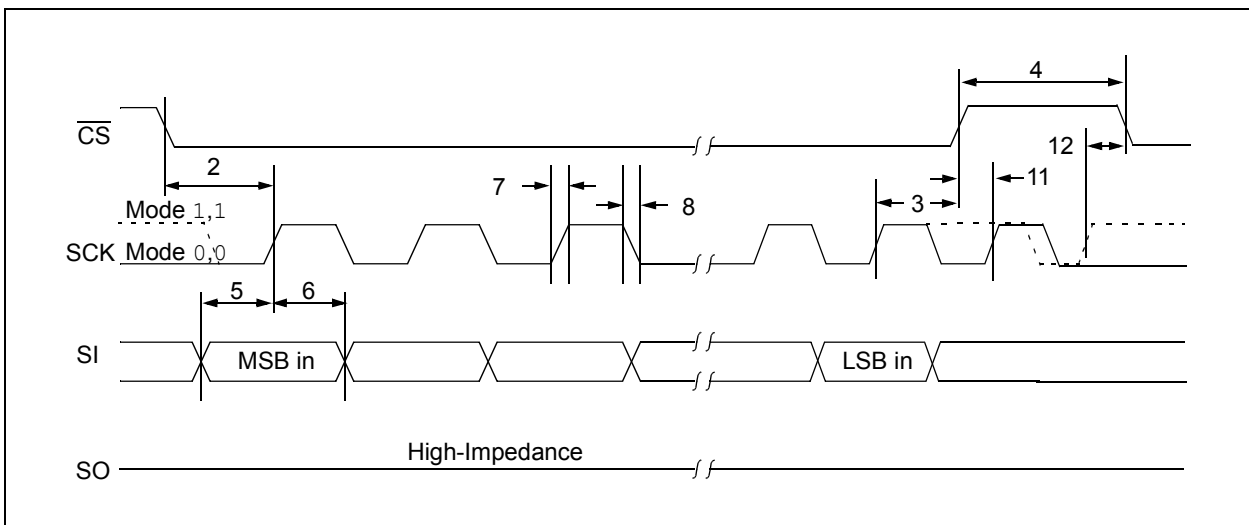 4
CS
12
2
7
8
3
11
Mode 1,1
SCK Mode 0,0
5
6
SI
MSB in
LSB in
High-Impedance
SO